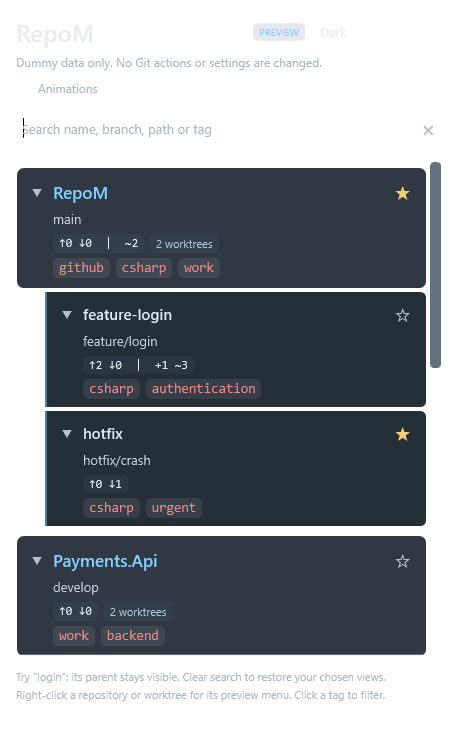 RepoM PREVIEW Dark
Dummy data only. No Git actions or settings are changed.
Animations
Search name, branch, path or tag
RepoM
main
↑0 ↓0 | ~2 2 worktrees
github csharp work
feature-login
feature/login
↑2 ↓0 | +1 ~3
csharp authentication
hotfix
hotfix/crash
↑0 ↓1
csharp urgent
Payments.Api
develop
↑0 ↓0 2 worktrees
work backend
Try "login": its parent stays visible. Clear search to restore your chosen views.
Right-click a repository or worktree for its preview menu. Click a tag to filter.